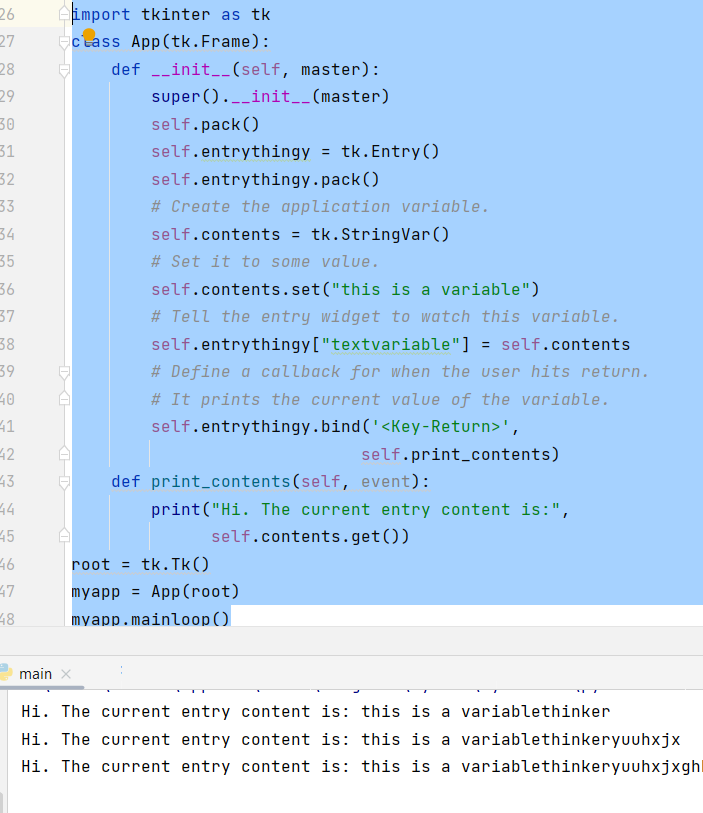 26 import tkinter as tk
27 class App(tk.Frame):
28     def __init__(self, master):
29         super().__init__(master)
30         self.pack()
31         self.entrythingy = tk.Entry()
32         self.entrythingy.pack()
33         # Create the application variable.
34         self.contents = tk.StringVar()
35         # Set it to some value.
36         self.contents.set("this is a variable")
37         # Tell the entry widget to watch this variable.
38         self.entrythingy["textvariable"] = self.contents
39         # Define a callback for when the user hits return.
40         # It prints the current value of the variable.
41         self.entrythingy.bind('<Key-Return>',
42                              self.print_contents)
43     def print_contents(self, event):
44         print("Hi. The current entry content is:",
45               self.contents.get())
46 root = tk.Tk()
47 myapp = App(root)
48 myapp.mainloop()
main
Hi. The current entry content is: this is a variablethinker
Hi. The current entry content is: this is a variablethinkeryuuhxjx
Hi. The current entry content is: this is a